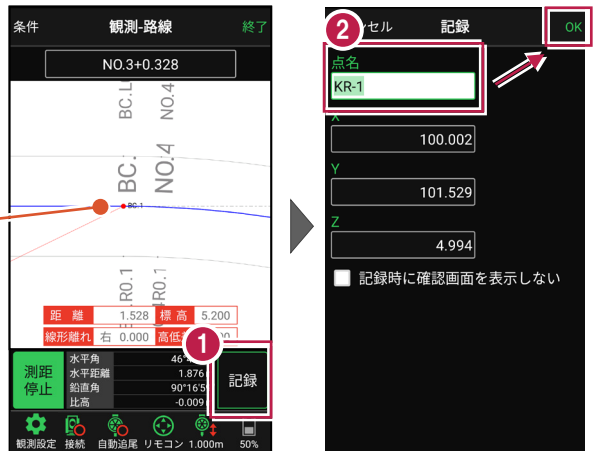 条件 観測-路線 終了
NO.3+0.328
BC.L
NO.4
BC.
NO.4
BC.1
.R0.1
R0.1
距 離 1.528 標 高 5.200
線形離れ 右 0.000
1
測距
停止
水平角 46°
水平距離 1.876
鉛直角 90°16'5
比高 -0.009
記録
観測設定 接続 自動追尾 リモコン 1.000m 50%
2
セル 記録 OK
点名
KR-1
X
100.002
Y
101.529
Z
4.994
記録時に確認画面を表示しない